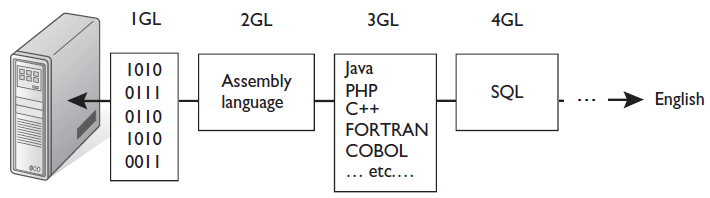 1GL 2GL 3GL 4GL
1010
0111
0110
1010
0011
Assembly
language
Java
PHP
C++
FORTRAN
COBOL
... etc....
SQL
...
English